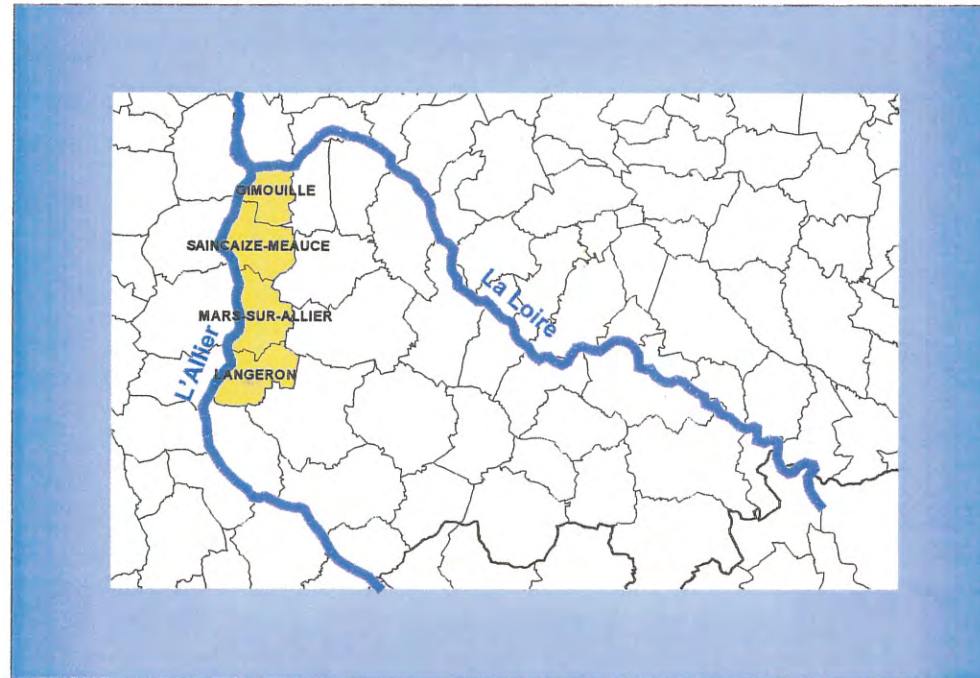 GIMOUILLE
SAINCAIZE-MEAUCE
La Loire
MARS-SUR-ALLIER
L'Allier
LANGERON